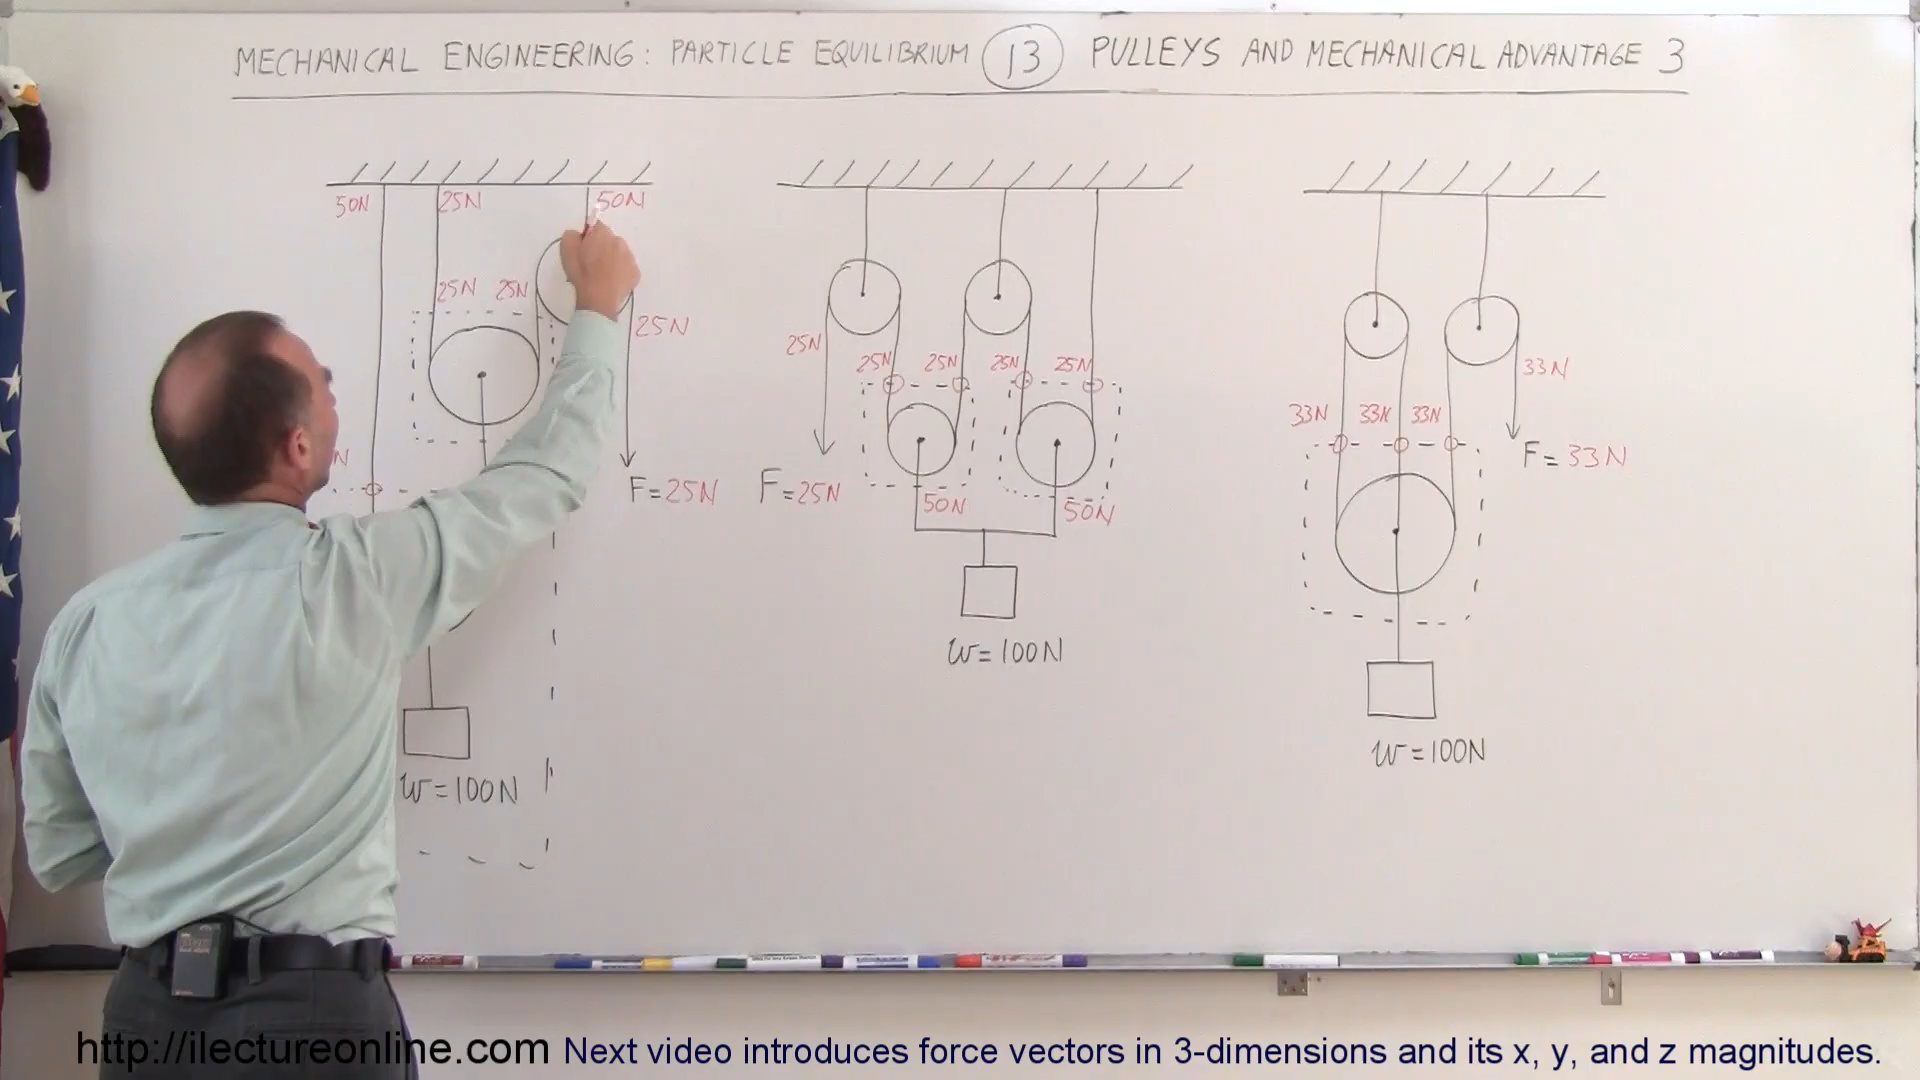 MECHANICAL ENGINEERING: PARTICLE EQUILIBRIUM 13 PULLEYS AND MECHANICAL ADVANTAGE 3
50N 25N 50N
25N 25N
25N
F=25N
W=100N
25N
25N 25N 25N 25N
F=25N
50N 50N
W=100N
33N
33N 33N 33N
F=33N
W=100N
http://ilectureonline.com Next video introduces force vectors in 3-dimensions and its x, y, and z magnitudes.